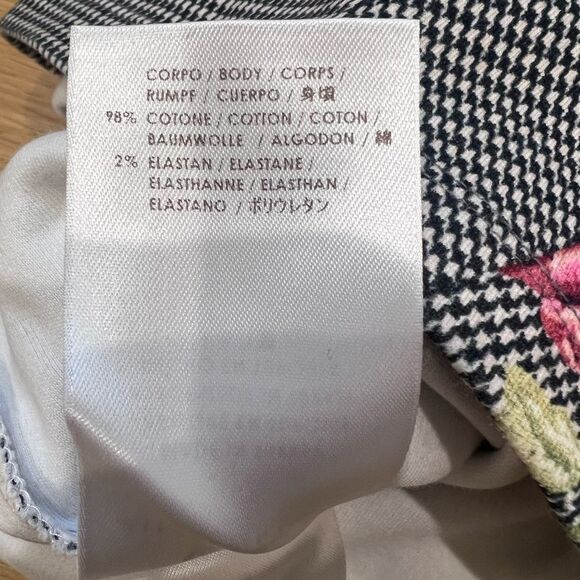 CORPO / BODY / CORPS /
RUMPF / CUERPO / 身頃
98% COTONE / COTTON / COTON /
BAUMWOLLE / ALGODON / 綿
2% ELASTAN / ELASTANE /
ELASTHANNE / ELASTHAN /
ELASTANO / ポリウレタン